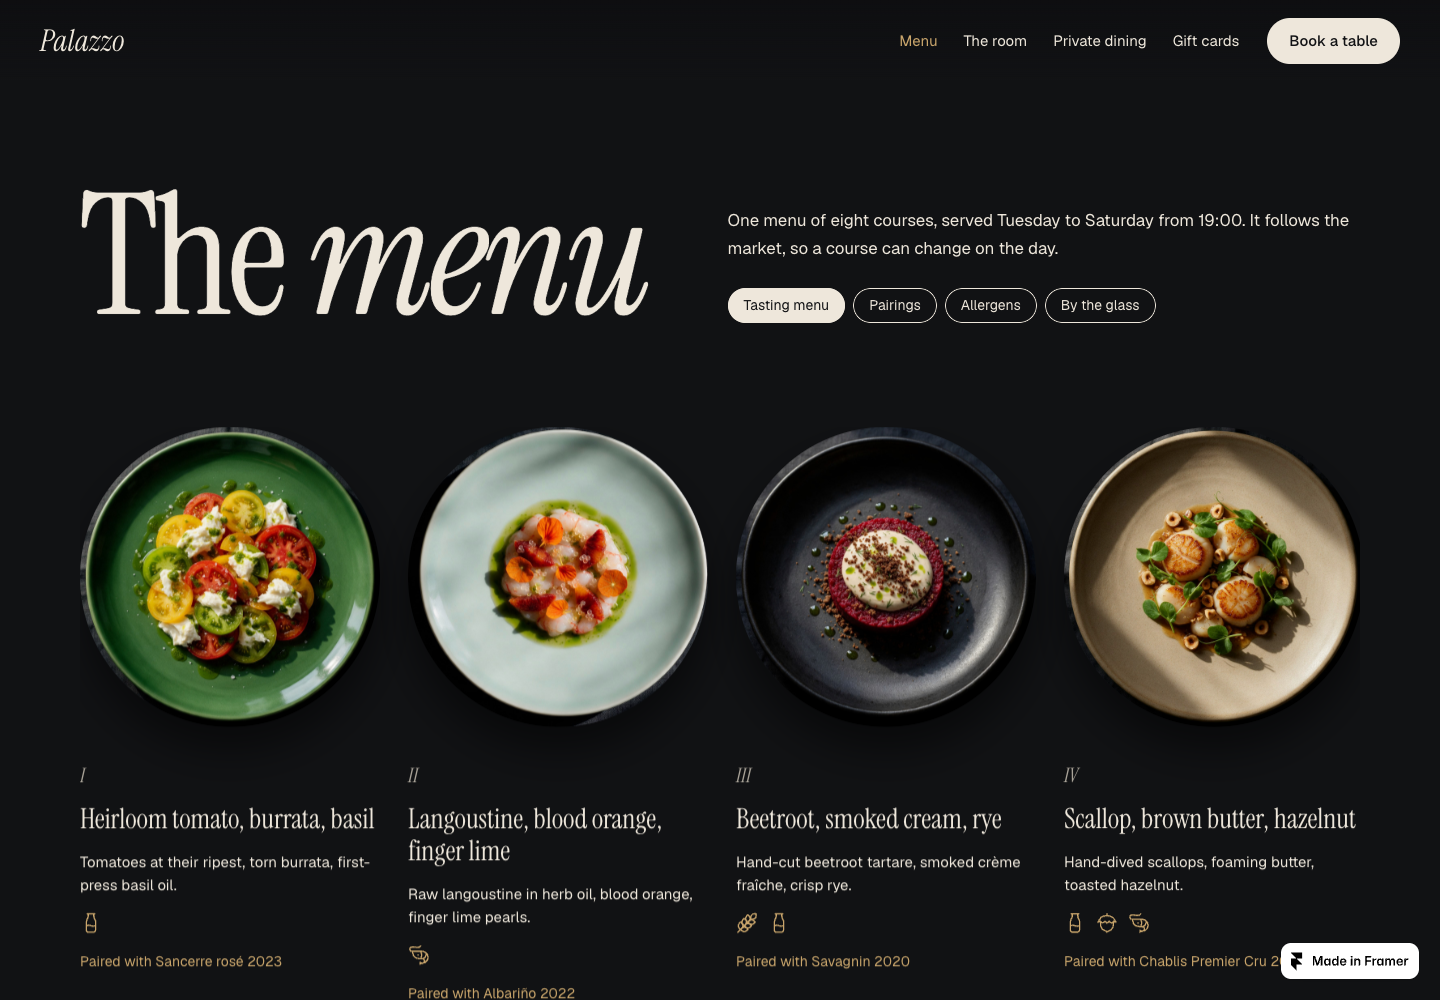 Palazzo
Menu
The room
Private dining
Gift cards
Book a table
The menu
One menu of eight courses, served Tuesday to Saturday from 19:00. It follows the
market, so a course can change on the day.
Tasting menu
Pairings
Allergens
By the glass
I
Heirloom tomato, burrata, basil
Tomatoes at their ripest, torn burrata, first-
press basil oil.
Paired with Sancerre rosé 2023
II
Langoustine, blood orange,
finger lime
Raw langoustine in herb oil, blood orange,
finger lime pearls.
Paired with Albariño 2022
III
Beetroot, smoked cream, rye
Hand-cut beetroot tartare, smoked crème
fraîche, crisp rye.
Paired with Savagnin 2020
IV
Scallop, brown butter, hazelnut
Hand-dived scallops, foaming butter,
toasted hazelnut.
Paired with Chablis Premier Cru
Made in Framer